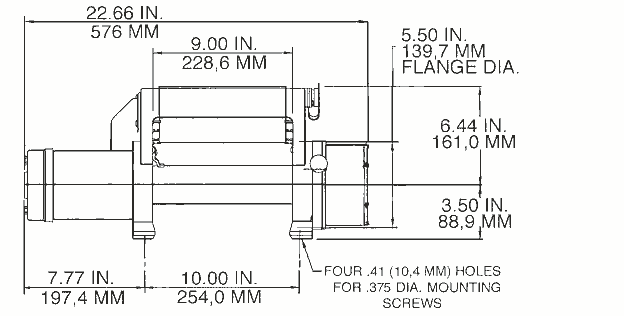 22.66 IN.
576 MM
9.00 IN.
228,6 MM
5.50 IN.
139,7 MM
FLANGE DIA.
6.44 IN.
161,0 MM
3.50 IN.
88,9 MM
7.77 IN.
197,4 MM
10.00 IN.
254,0 MM
FOUR .41 (10,4 MM) HOLES
FOR .375 DIA. MOUNTING
SCREWS